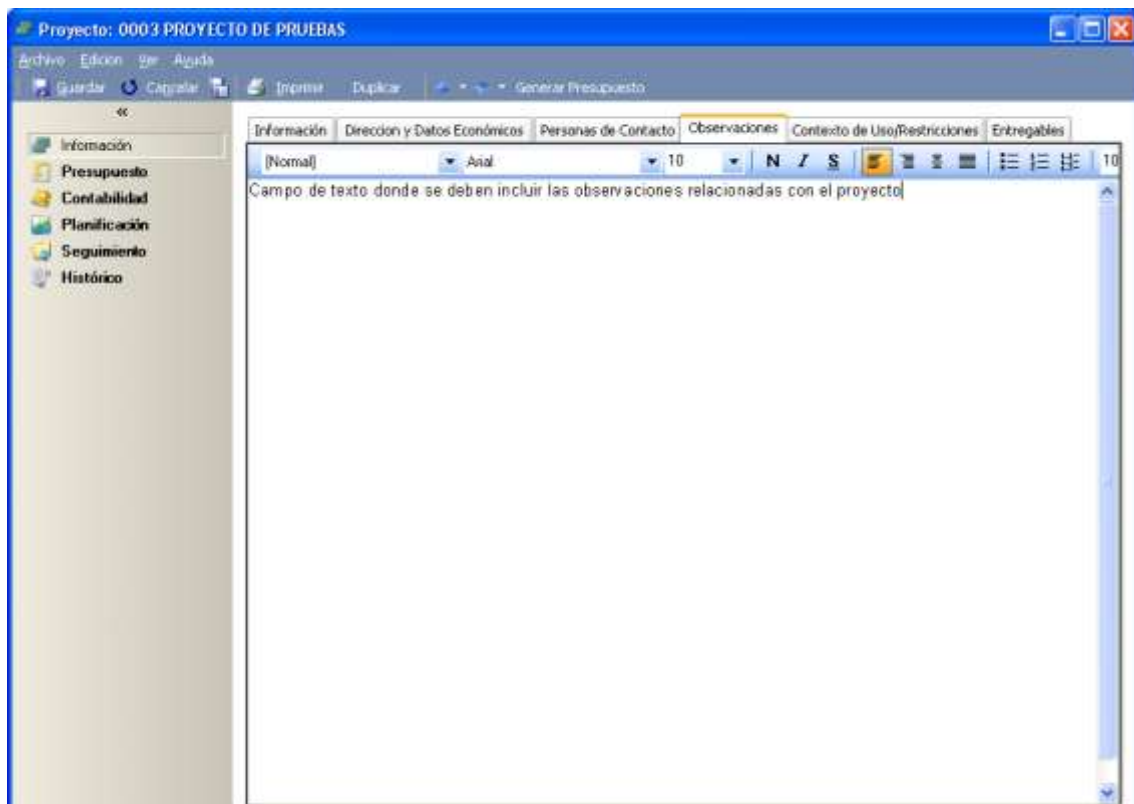 Proyecto: 0003 PROYECTO DE PRUEBAS
Archivo Edicion Ver Ayuda
Guardar Cancelar Imprimir Duplicar Generar Presupuesto
«
Información
Presupuesto
Contabilidad
Planificación
Seguimiento
Histórico
Información Direccion y Datos Económicos Personas de Contacto Observaciones Contexto de Uso/Restricciones Entregables
(Normal) Arial 10 N I S 10
Campo de texto donde se deben incluir las observaciones relacionadas con el proyecto